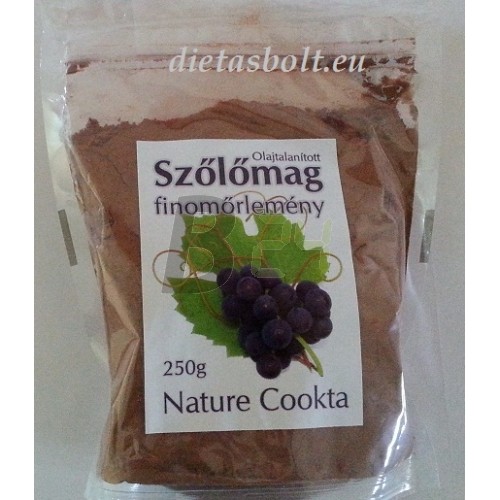 dietasbolt.eu
Olajtalanított
Szőlőmag
finomőrlemény
250g
Nature Cookta